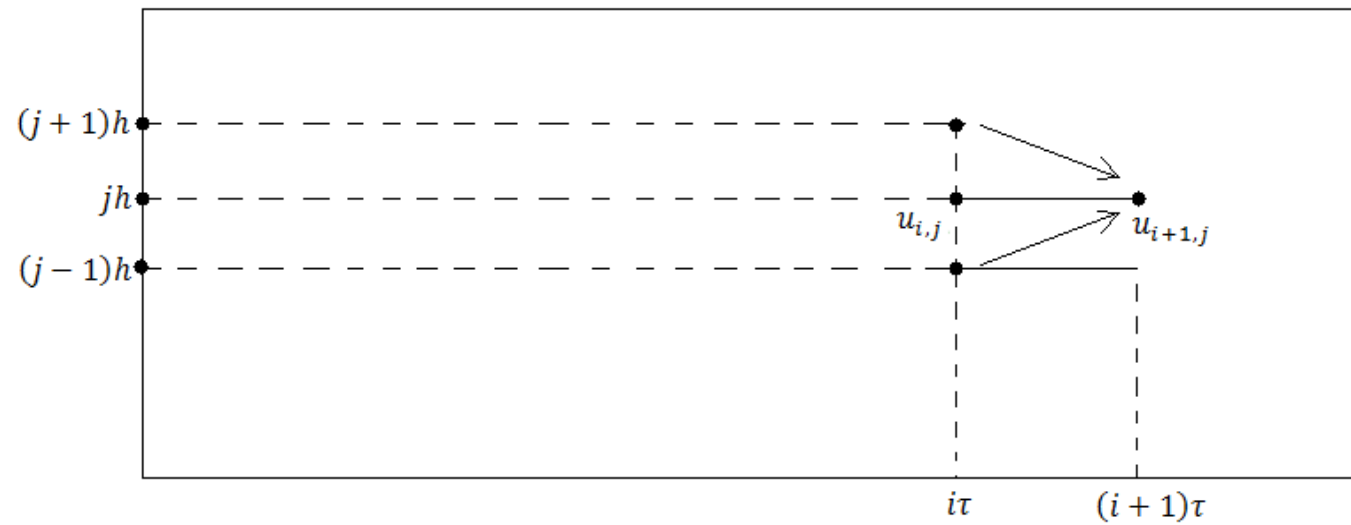 (j + 1)h
jh
(j − 1)h
u_{i,j}
u_{i+1,j}
iτ
(i + 1)τ